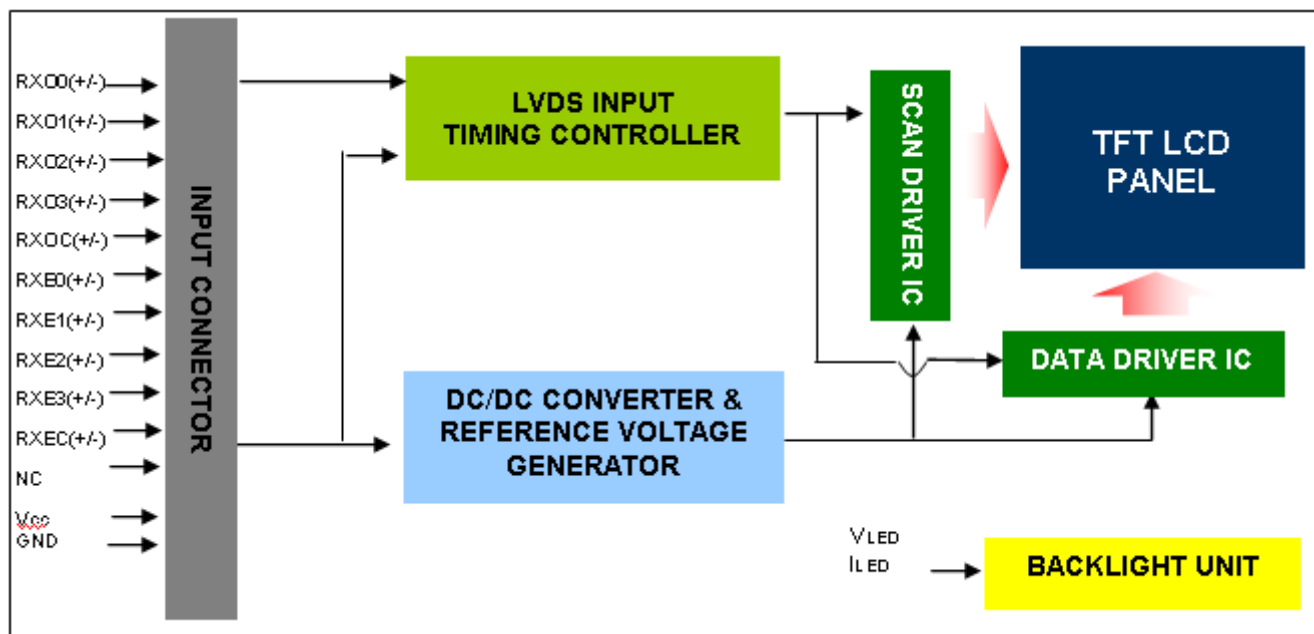 RXO0(+/-)
RXO1(+/-)
RXO2(+/-)
RXO3(+/-)
RXOC(+/-)
RXE0(+/-)
RXE1(+/-)
RXE2(+/-)
RXE3(+/-)
RXEC(+/-)
NC
Vcc
GND
INPUT CONNECTOR
LVDS INPUT
TIMING CONTROLLER
DC/DC CONVERTER &
REFERENCE VOLTAGE
GENERATOR
SCAN DRIVER IC
TFT LCD
PANEL
DATA DRIVER IC
VLED
ILED
BACKLIGHT UNIT